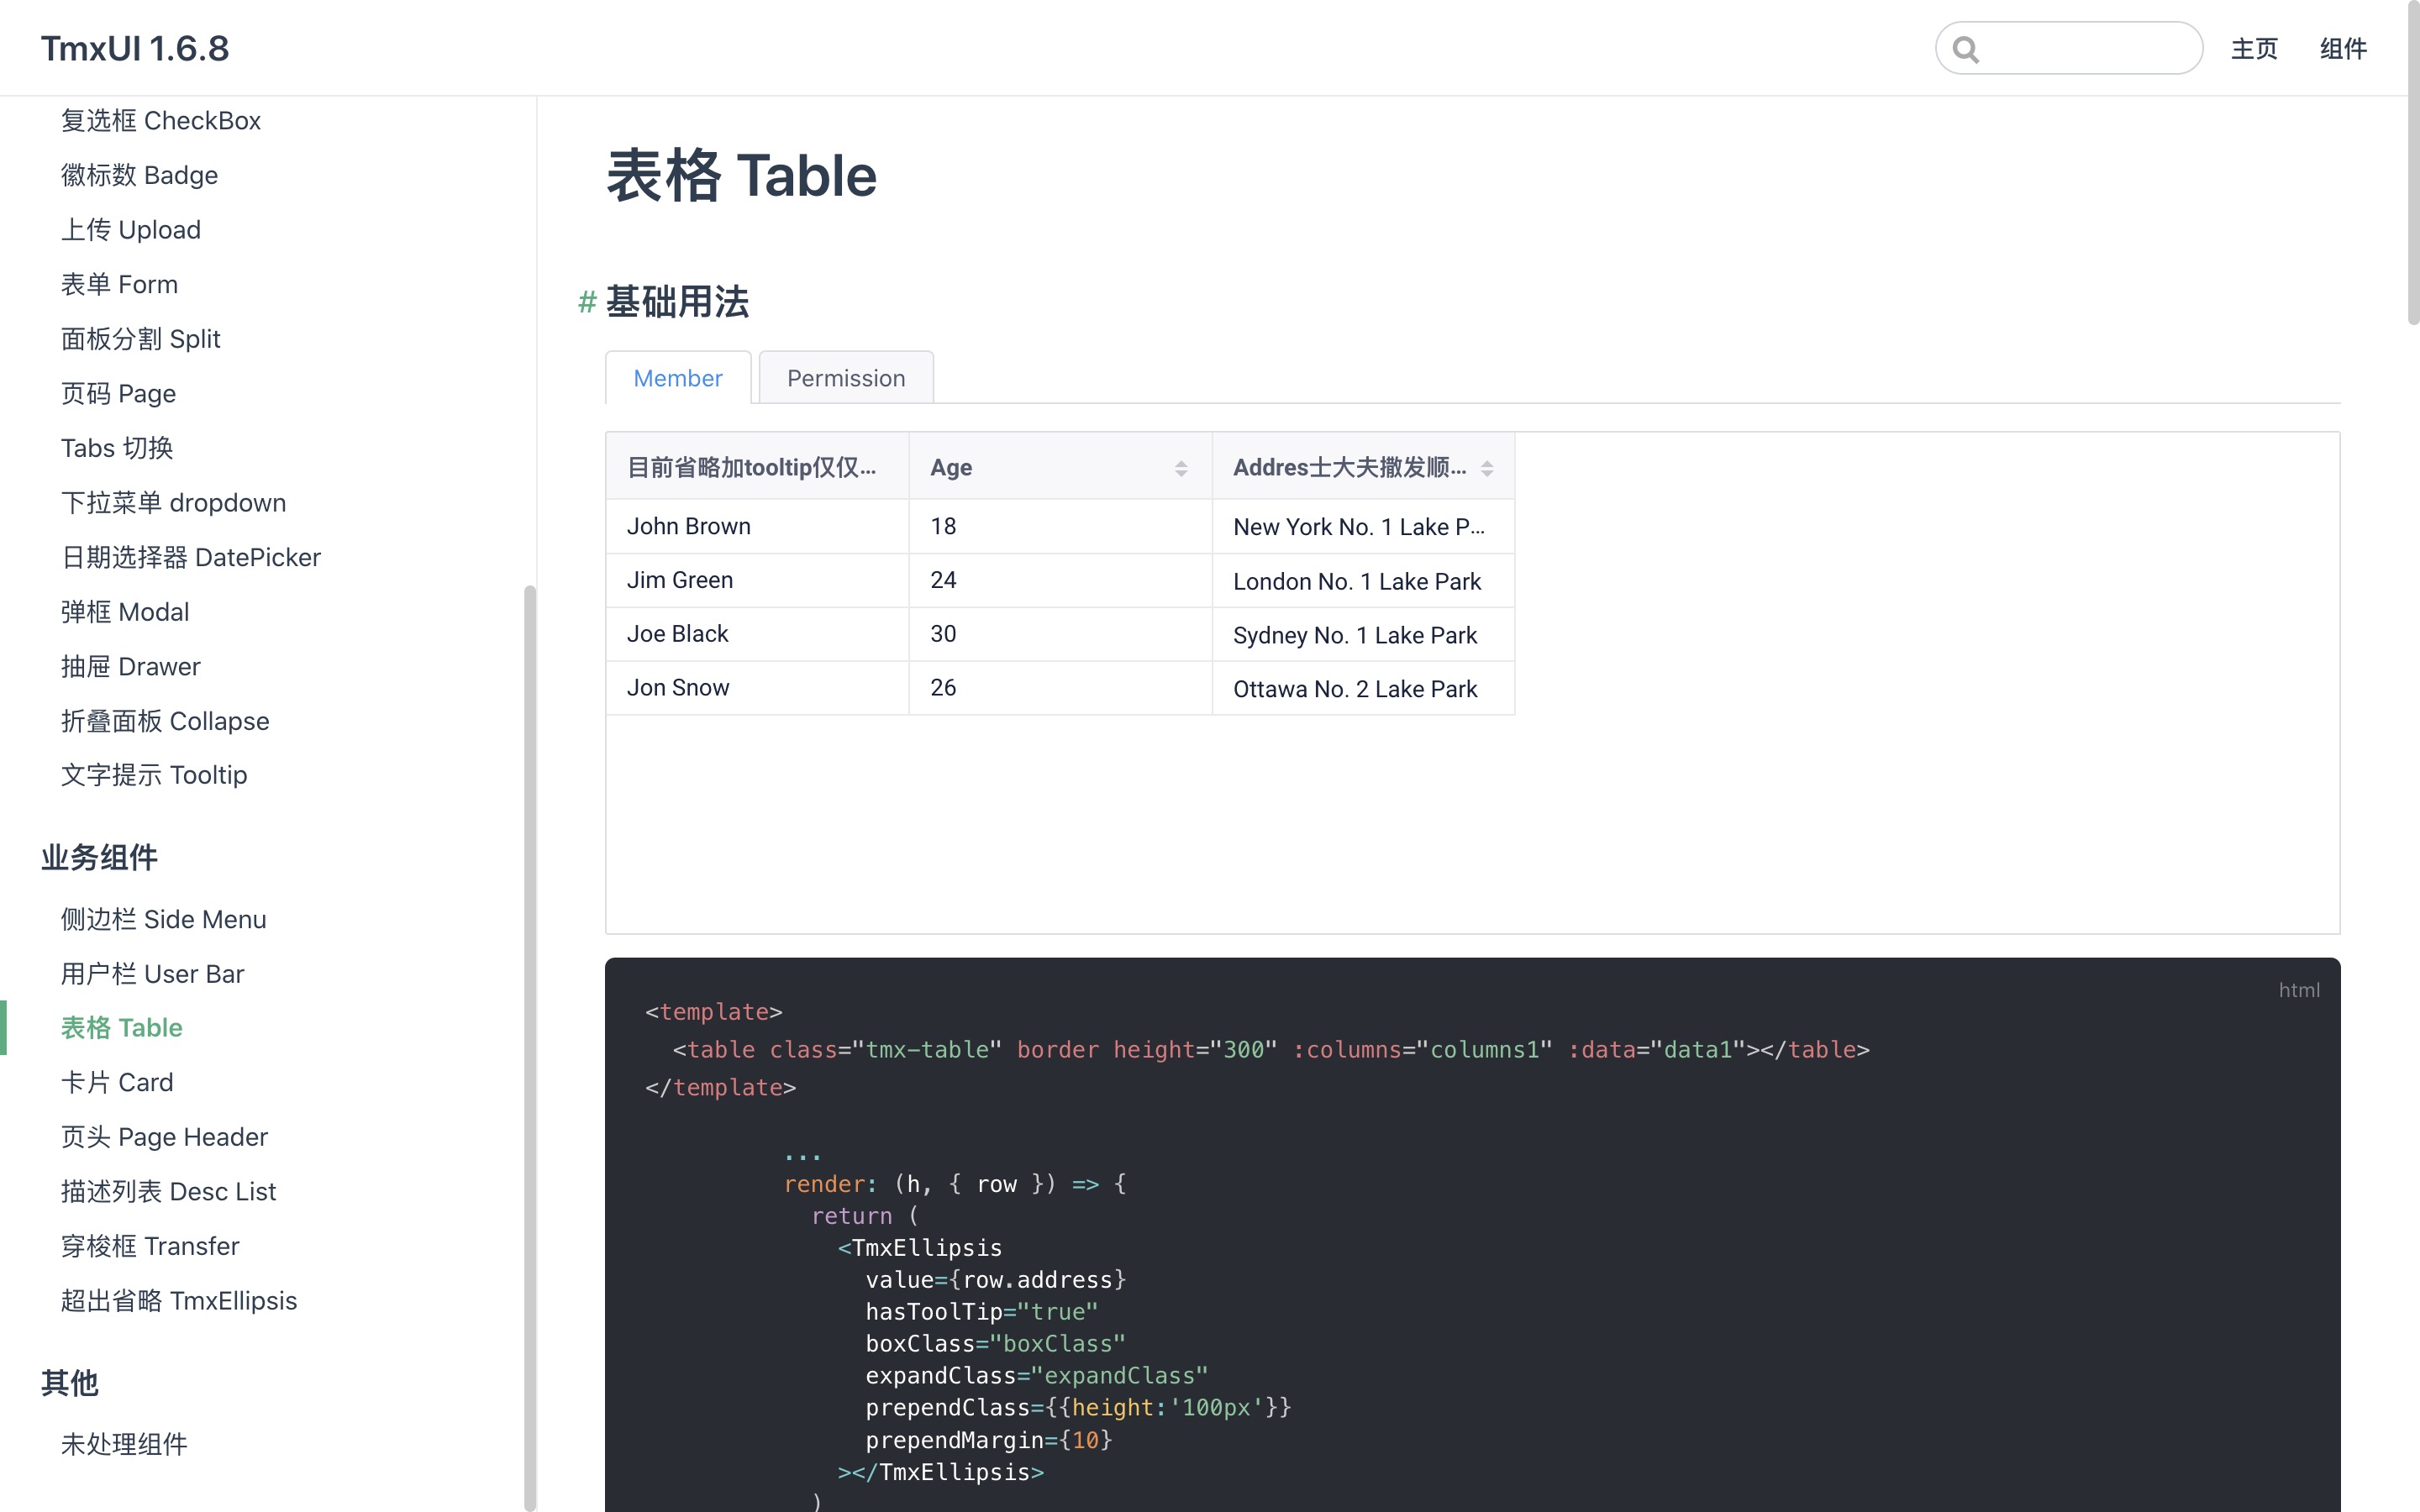 TmxUI 1.6.8
主页
组件
复选框 CheckBox
徽标数 Badge
上传 Upload
表单 Form
面板分割 Split
页码 Page
Tabs 切换
下拉菜单 dropdown
日期选择器 DatePicker
弹框 Modal
抽屉 Drawer
折叠面板 Collapse
文字提示 Tooltip
业务组件
侧边栏 Side Menu
用户栏 User Bar
表格 Table
卡片 Card
页头 Page Header
描述列表 Desc List
穿梭框 Transfer
超出省略 TmxEllipsis
其他
未处理组件
表格 Table
# 基础用法
Member Permission
目前省略加tooltip仅仅... Age Addres士大夫撒发顺...
John Brown 18 New York No. 1 Lake P...
Jim Green 24 London No. 1 Lake Park
Joe Black 30 Sydney No. 1 Lake Park
Jon Snow 26 Ottawa No. 2 Lake Park
html
<template>
  <table class="tmx-table" border height="300" :columns="columns1" :data="data1"></table>
</template>
          ...
          render: (h, { row }) => {
            return (
              <TmxEllipsis
                value={row.address}
                hasToolTip="true"
                boxClass="boxClass"
                expandClass="expandClass"
                prependClass={{height:'100px'}}
                prependMargin={10}
              ></TmxEllipsis>
            )